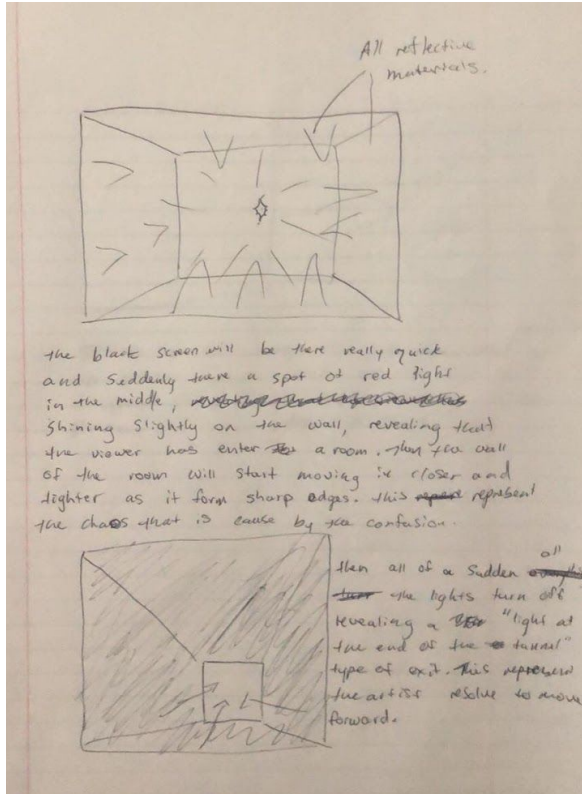 All reflective
materials.
the black screen will be there really quick
and Suddenly there a spot of red light
in the middle,
Shining Slightly on the wall, revealing that
the viewer has enter a room. then the wall
of the room will start moving in closer and
tighter as it form sharp edges. this represent
the chaos that is cause by the confusion.
then all of a Sudden all
the lights turn off
revealing a "light at
the end of the tunnel"
type of exit. This represent
the artist resolve to move
forward.